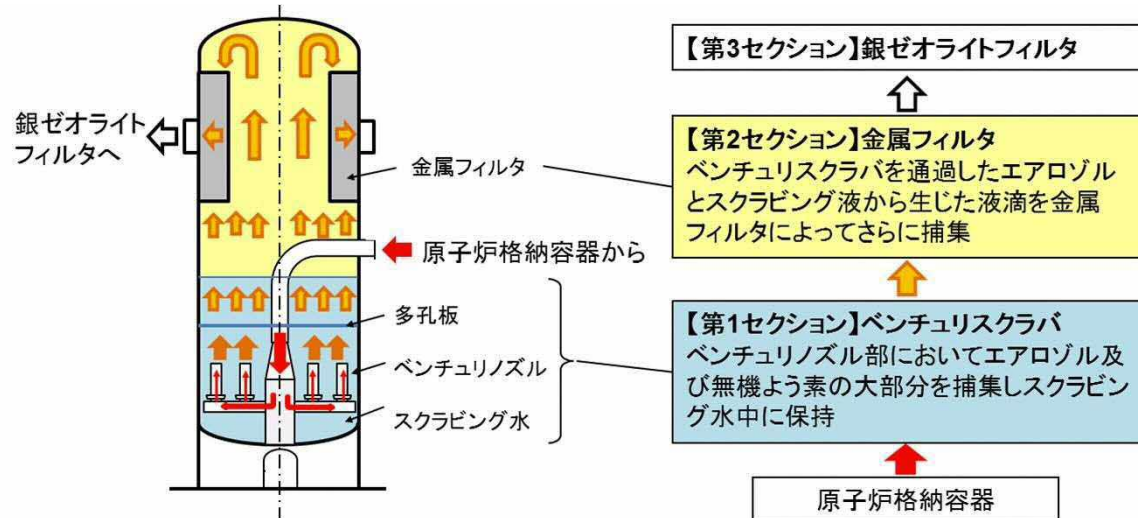 銀ゼオライト
フィルタへ
金属フィルタ
原子炉格納容器から
多孔板
ベンチュリノズル
スクラビング水
【第3セクション】銀ゼオライトフィルタ
【第2セクション】金属フィルタ
ベンチュリスクラバを通過したエアロゾル
とスクラビング液から生じた液滴を金属
フィルタによってさらに捕集
【第1セクション】ベンチュリスクラバ
ベンチュリノズル部においてエアロゾル及
び無機よう素の大部分を捕集しスクラビン
グ水中に保持
原子炉格納容器